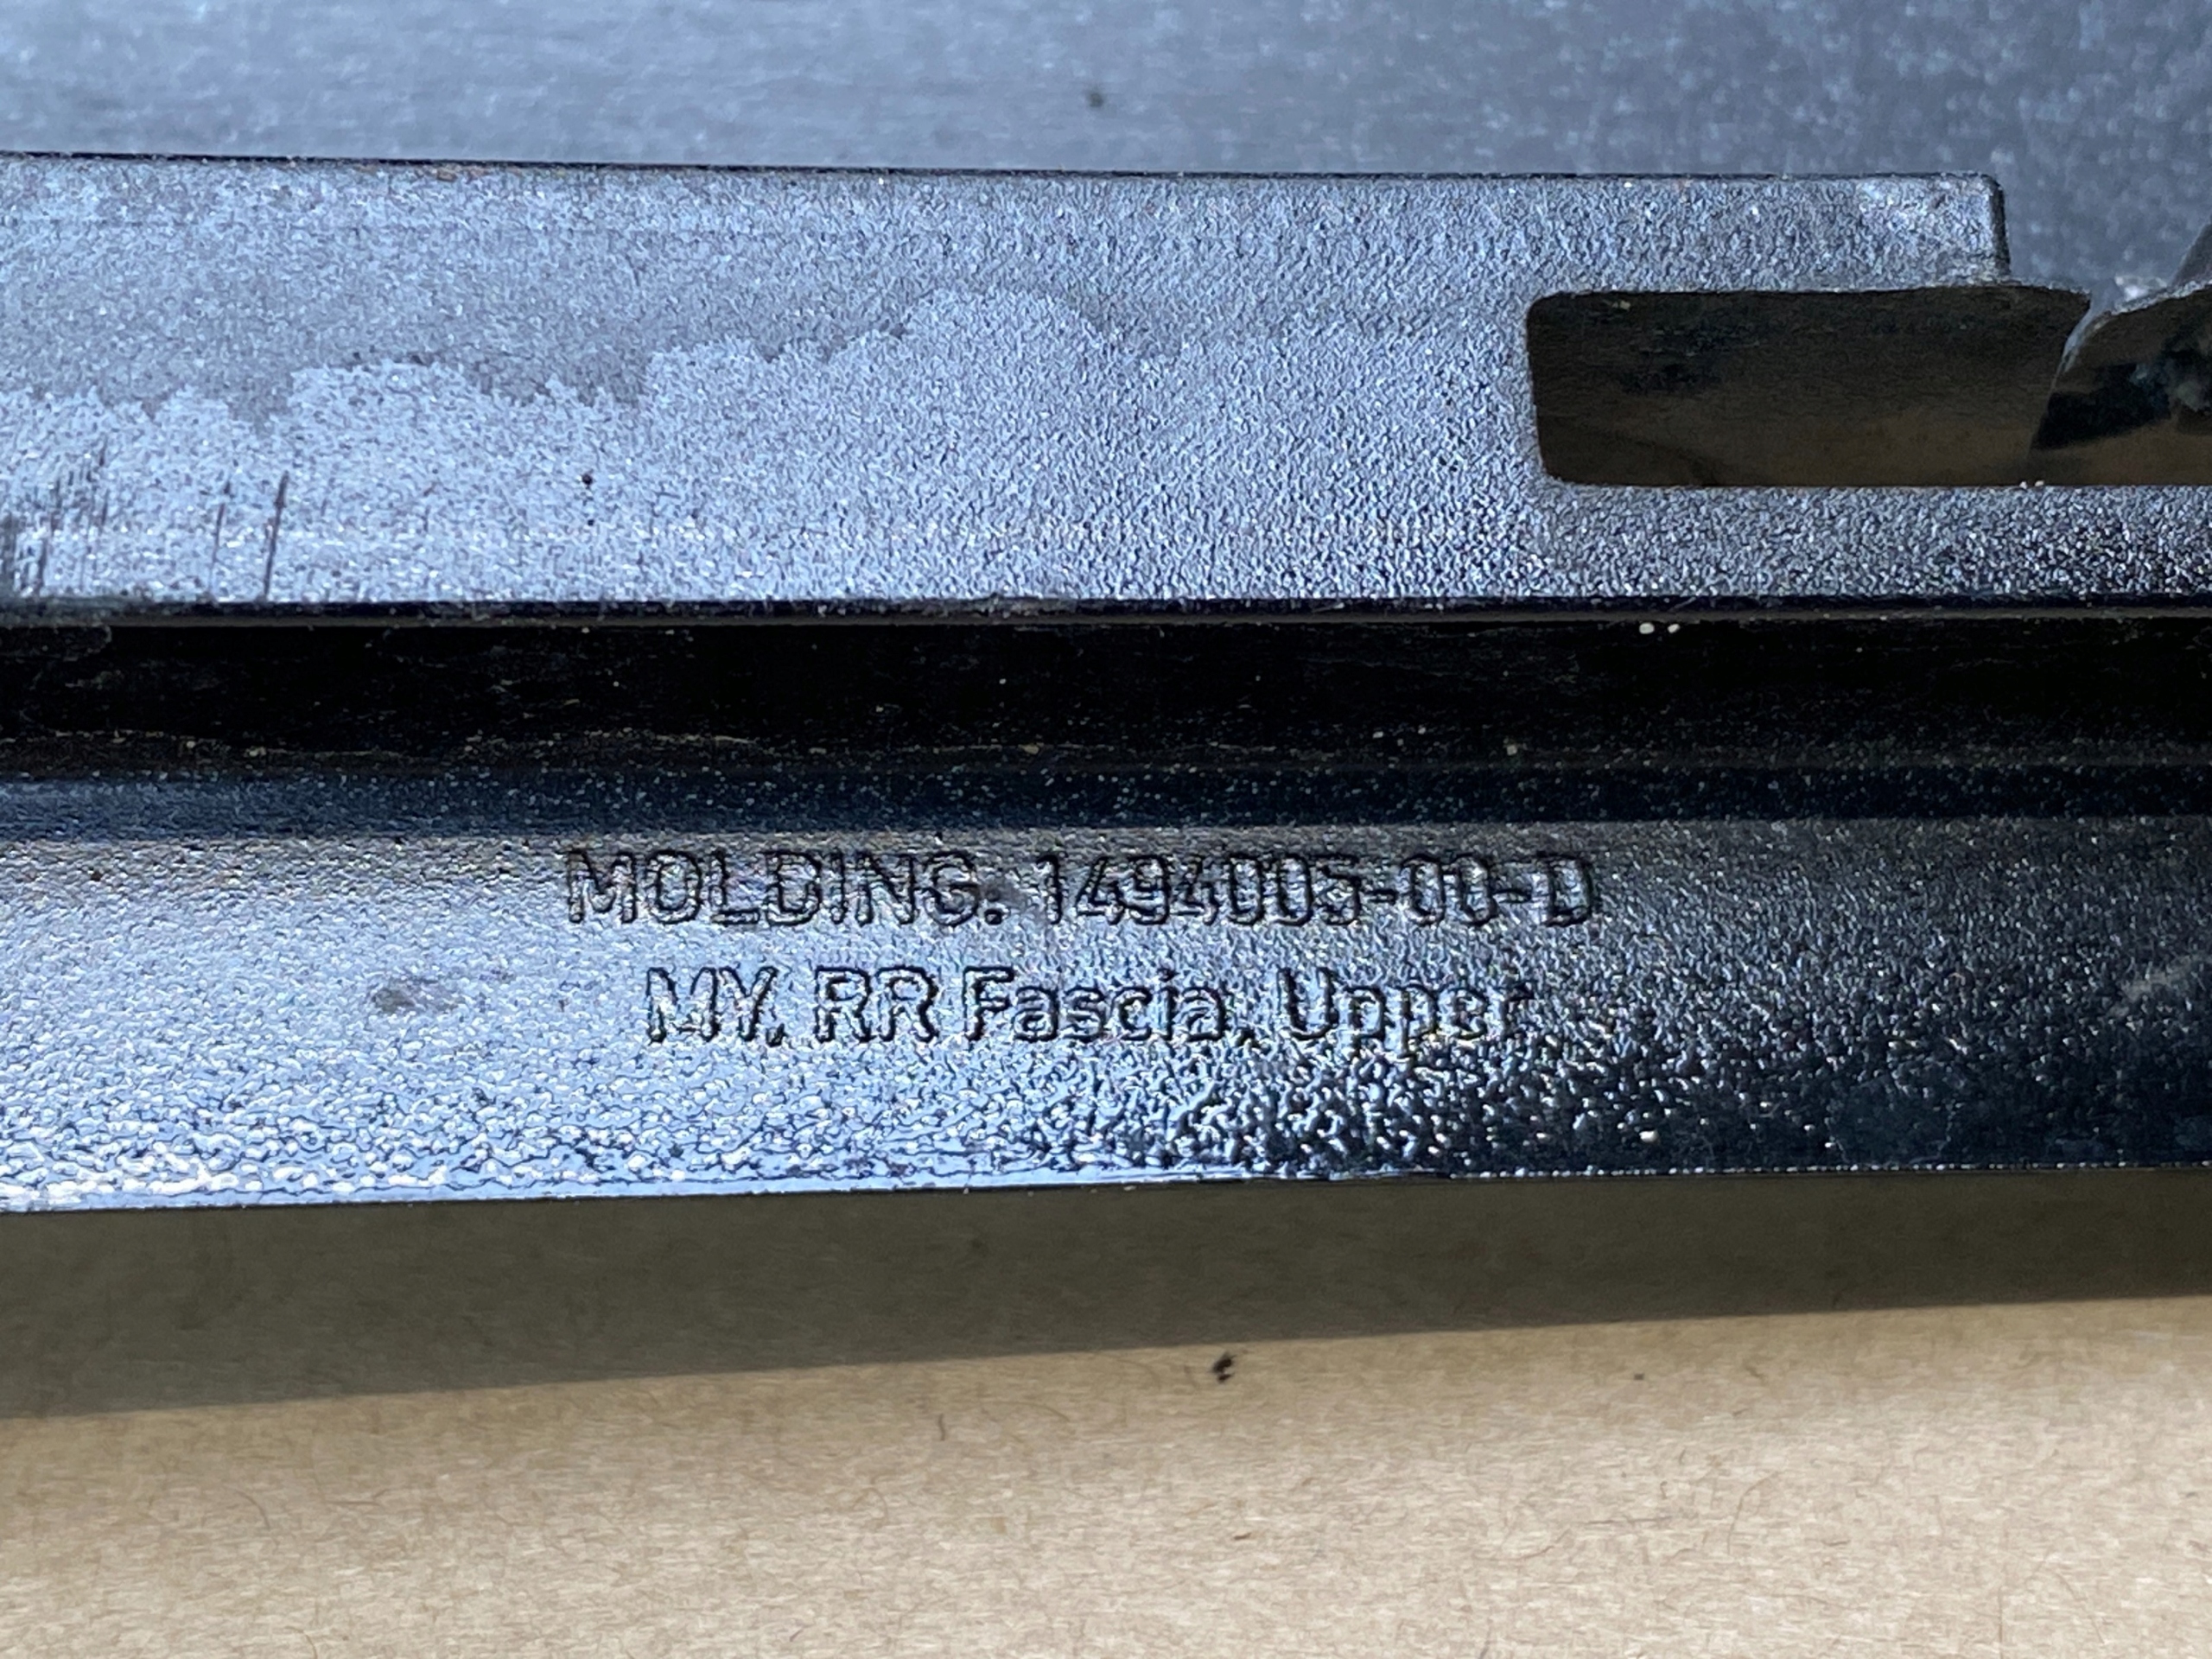 MOLDING. 1494005-00-D
MY, RR Fascia, Upper